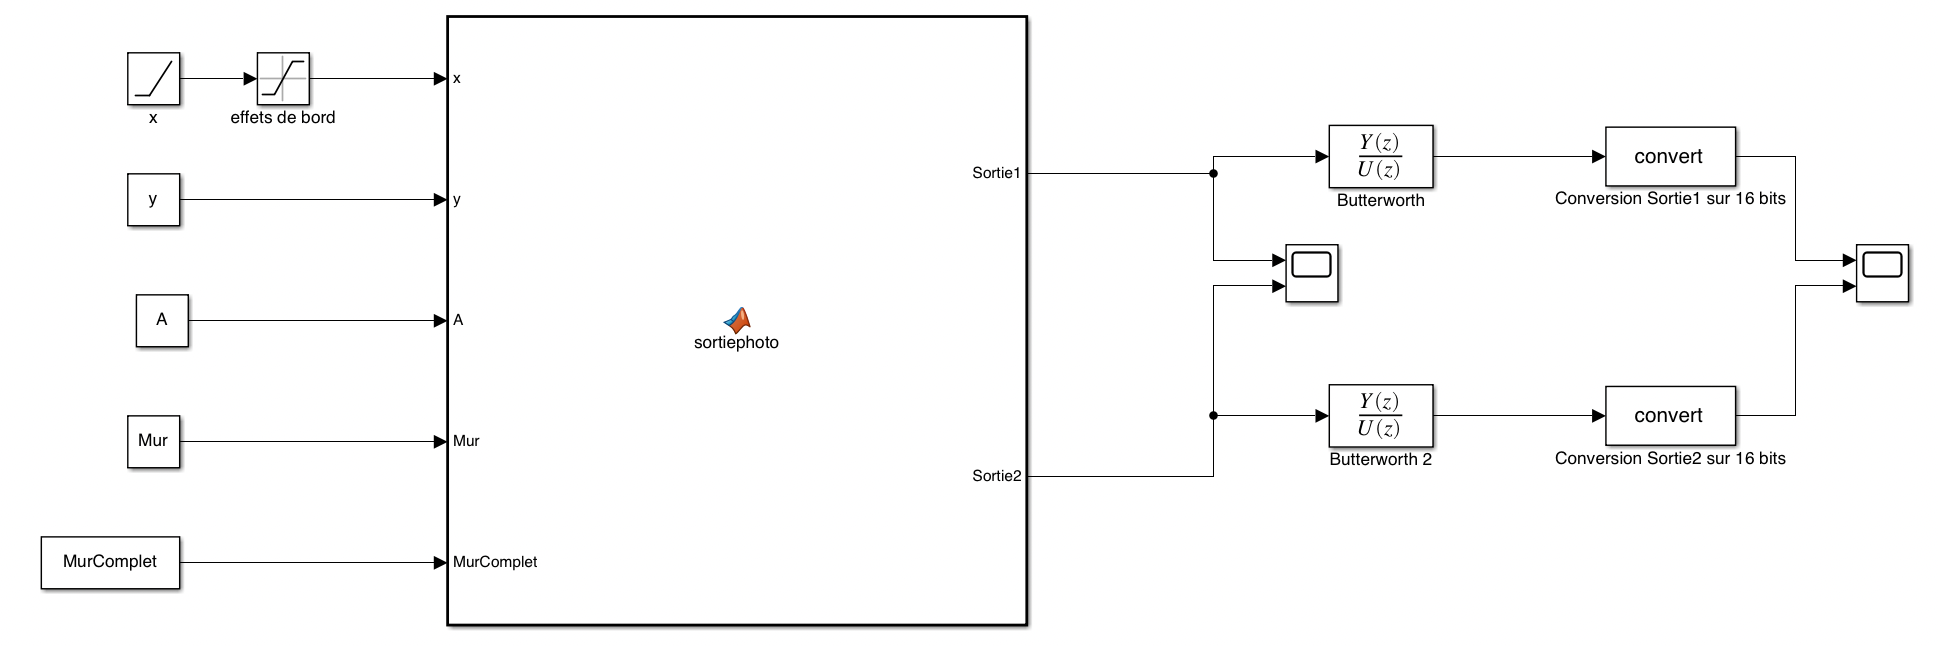 x
effets de bord
y
A
Mur
MurComplet
x
y
A
Mur
MurComplet
sortiephoto
Sortie1
Sortie2
Y(z)
U(z)
Butterworth
convert
Conversion Sortie1 sur 16 bits
Y(z)
U(z)
Butterworth 2
convert
Conversion Sortie2 sur 16 bits